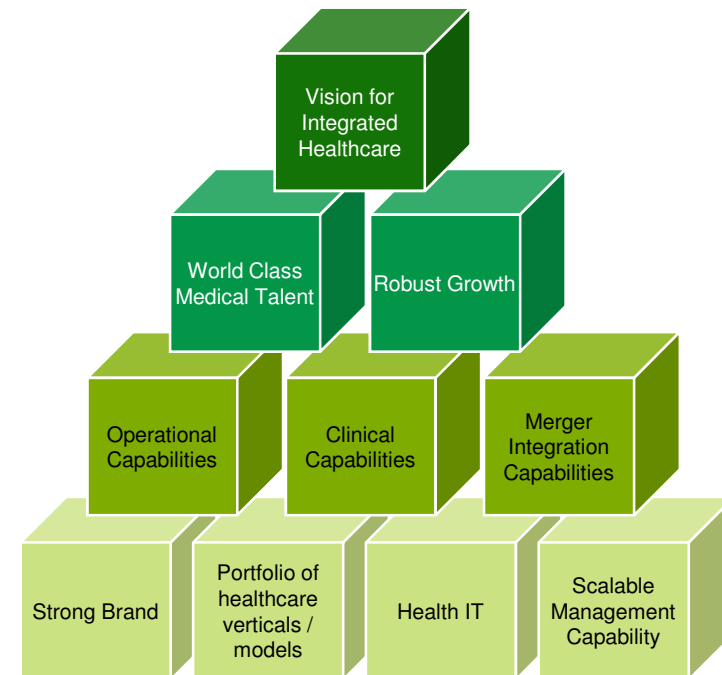 Vision for
Integrated
Healthcare
World Class
Medical Talent
Robust Growth
Operational
Capabilities
Clinical
Capabilities
Merger
Integration
Capabilities
Strong Brand
Portfolio of
healthcare
verticals /
models
Health IT
Scalable
Management
Capability